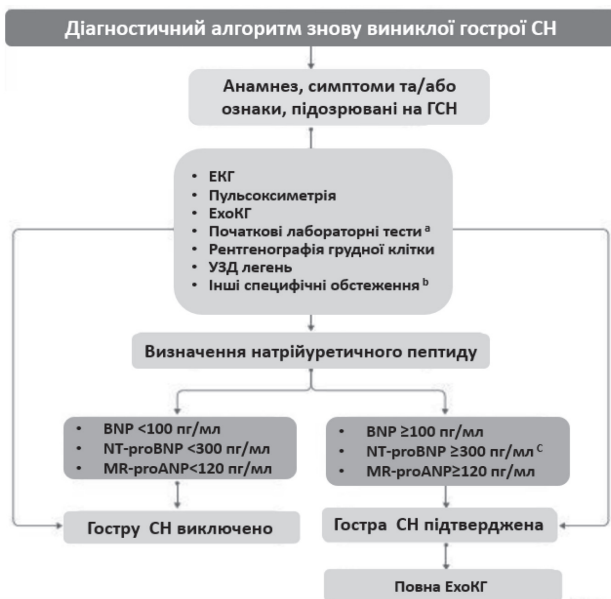 Діагностичний алгоритм знову виниклої гострої СН
Анамнез, симптоми та/або
ознаки, підозрювані на ГСН
• ЕКГ
• Пульсоксиметрія
• ЕхоКГ
• Початкові лабораторні тести a
• Рентгенографія грудної клітки
• УЗД легень
• Інші специфічні обстеження b
Визначення натрійуретичного пептиду
• BNP <100 пг/мл
• NT-proBNP <300 пг/мл
• MR-proANP<120 пг/мл
• BNP ≥100 пг/мл
• NT-proBNP ≥300 пг/мл C
• MR-proANP≥120 пг/мл
Гостру СН виключено
Гостра СН підтверджена
Повна ЕхоКГ